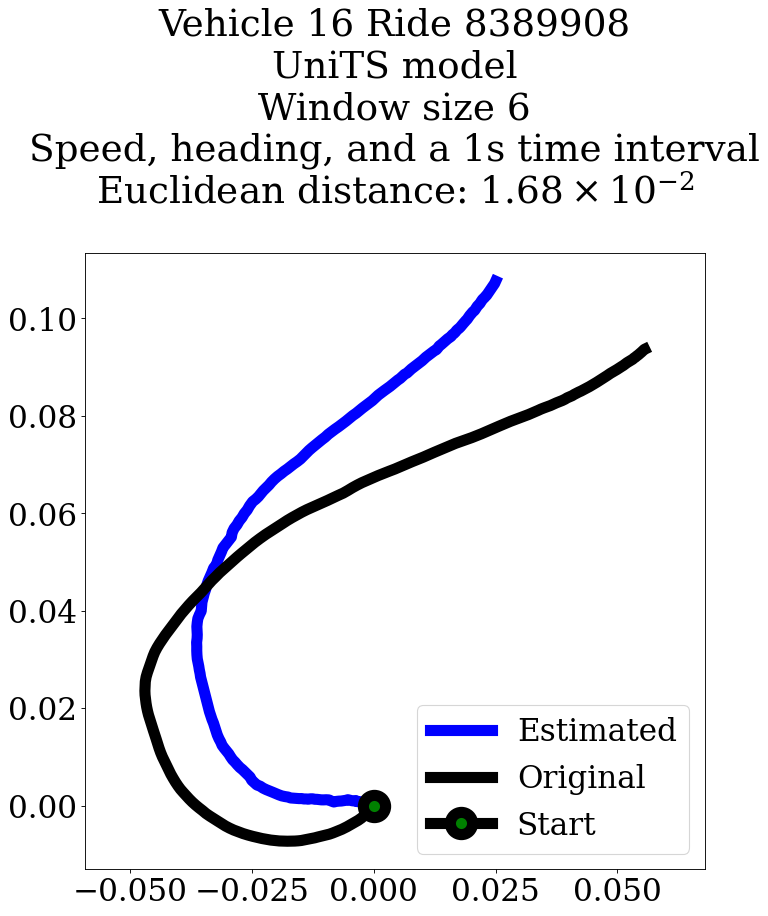 Vehicle 16 Ride 8389908
UniTS model
Window size 6
Speed, heading, and a 1s time interval
Euclidean distance: 1.68 × 10⁻²
0.10
0.08
0.06
0.04
0.02
0.00
Estimated
Original
Start
−0.050 −0.025 0.000 0.025 0.050